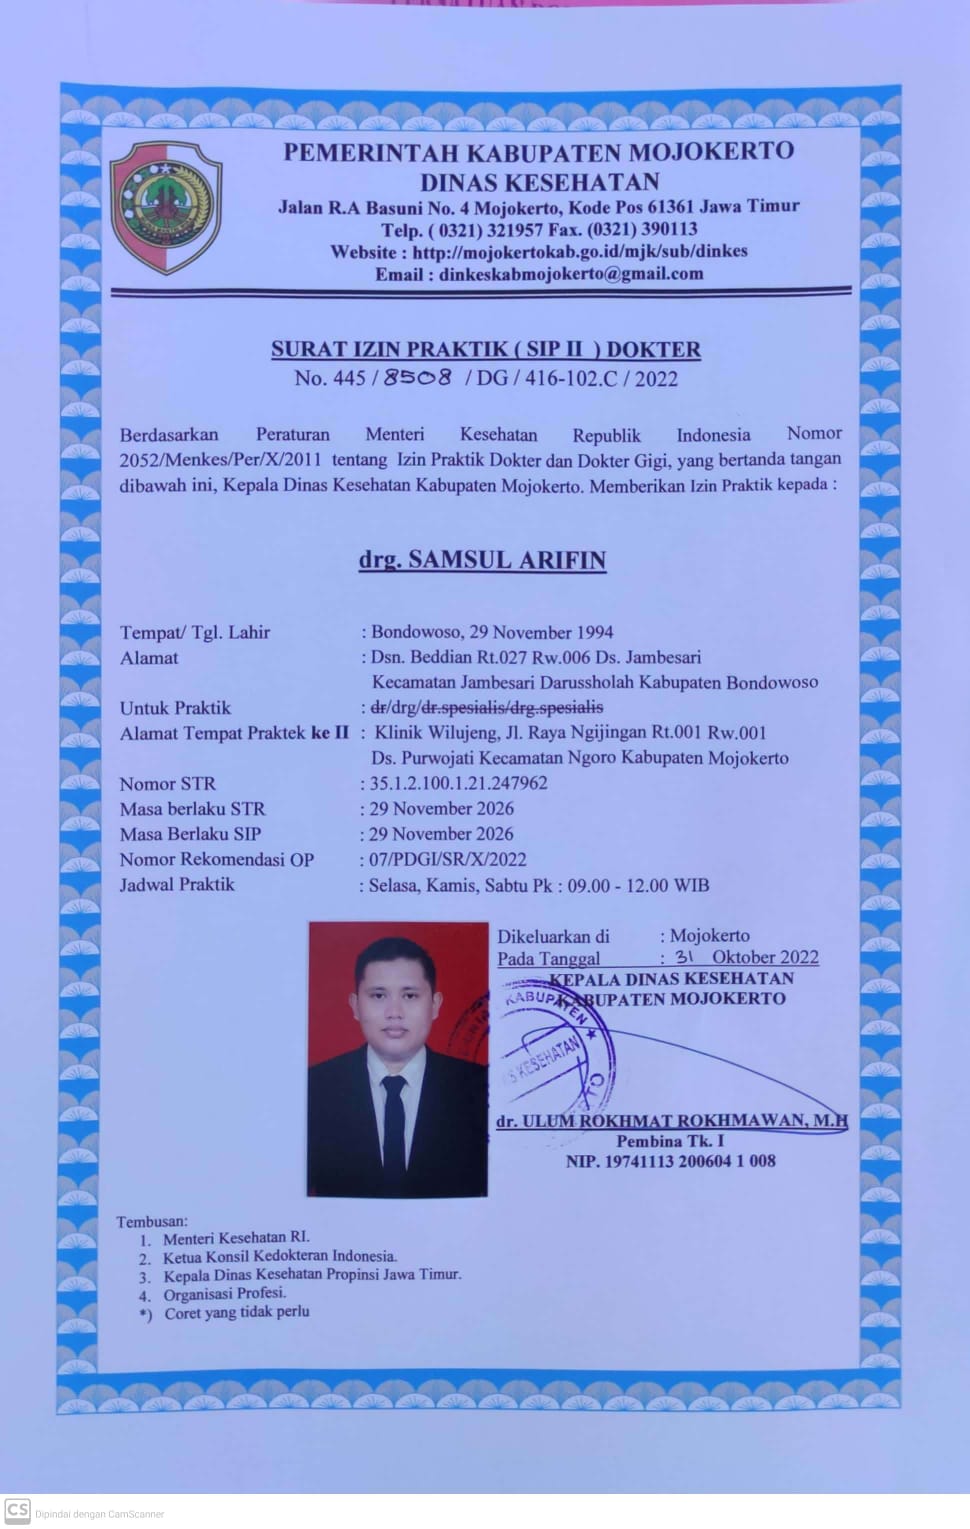 PEMERINTAH KABUPATEN MOJOKERTO
DINAS KESEHATAN
Jalan R.A Basuni No. 4 Mojokerto, Kode Pos 61361 Jawa Timur
Telp. ( 0321) 321957 Fax. (0321) 390113
Website : http://mojokertokab.go.id/mjk/sub/dinkes
Email : dinkeskabmojokerto@gmail.com
SURAT IZIN PRAKTIK ( SIP II ) DOKTER
No. 445 / 8508 / DG / 416-102.C / 2022
Berdasarkan Peraturan Menteri Kesehatan Republik Indonesia Nomor
2052/Menkes/Per/X/2011 tentang Izin Praktik Dokter dan Dokter Gigi, yang bertanda tangan
dibawah ini, Kepala Dinas Kesehatan Kabupaten Mojokerto. Memberikan Izin Praktik kepada :
drg. SAMSUL ARIFIN
Tempat/ Tgl. Lahir : Bondowoso, 29 November 1994
Alamat : Dsn. Beddian Rt.027 Rw.006 Ds. Jambesari
Kecamatan Jambesari Darussholah Kabupaten Bondowoso
Untuk Praktik : dr/drg/dr.spesialis/drg.spesialis
Alamat Tempat Praktek ke II : Klinik Wilujeng, Jl. Raya Ngijingan Rt.001 Rw.001
Ds. Purwojati Kecamatan Ngoro Kabupaten Mojokerto
Nomor STR : 35.1.2.100.1.21.247962
Masa berlaku STR : 29 November 2026
Masa Berlaku SIP : 29 November 2026
Nomor Rekomendasi OP : 07/PDGI/SR/X/2022
Jadwal Praktik : Selasa, Kamis, Sabtu Pk : 09.00 - 12.00 WIB
Dikeluarkan di : Mojokerto
Pada Tanggal : 31 Oktober 2022
KEPALA DINAS KESEHATAN
KABUPATEN MOJOKERTO
KABUPATEN
KESEHATAN
dr. ULUM ROKHMAT ROKHMAWAN, M.H
Pembina Tk. I
NIP. 19741113 200604 1 008
Tembusan:
1. Menteri Kesehatan RI.
2. Ketua Konsil Kedokteran Indonesia.
3. Kepala Dinas Kesehatan Propinsi Jawa Timur.
4. Organisasi Profesi.
*) Coret yang tidak perlu
CS Dipindai dengan CamScanner